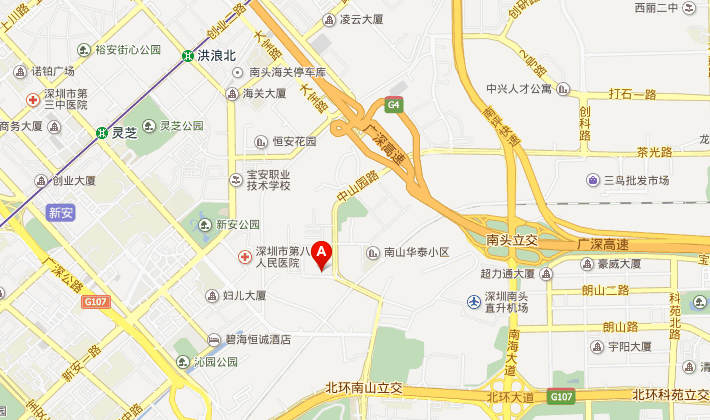 上川路
创业二路
凌云大厦
创研路
西丽二中
裕安街心公园
洪浪北
大宝路
2号路
诺铂广场
南头海关停车库
中兴人才公寓
打石一路
深圳市第
三中医院
海关大厦
大宝路
G4
南坪快速
创科路
商务大厦
灵芝
灵芝公园
恒安花园
广深高速
茶光路
龙
创业大厦
宝安职业
技术学校
中山园路
三鸟批发市场
新安
新安公园
南头立交
广深高速
深圳市第八
人民医院
A
南山华泰小区
超力通大厦
豪威大厦
广深公路
G107
妇儿大厦
深圳南头
直升机场
朗山二路
科苑北路
碧海恒诚酒店
南海大道
朗山路
宇阳大厦
新安一路
沁园公园
清
宝安
北环南山立交
北环大道
G107
北环科苑立交